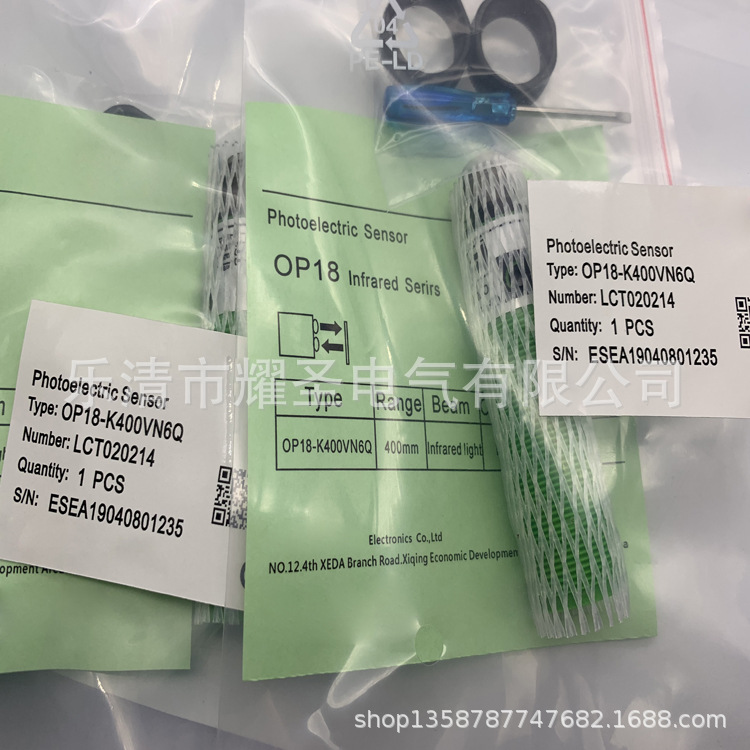 04
PE-LD
Photoelectric Sensor
OP18 Infrared Serirs
Type Range Beam
OP18-K400VN6Q 400mm Infrared light
Electronics Co.,Ltd
NO.12.4th XEDA Branch Road.Xiqing Economic Development
Photoelectric Sensor
Type: OP18-K400VN6Q
Number: LCT020214
Quantity: 1 PCS
S/N: ESEA19040801235
Photoelectric Sensor
Type: OP18-K400VN6Q
Number: LCT020214
Quantity: 1 PCS
S/N: ESEA19040801235
乐清市耀圣电气有限公司
shop13587877747682.1688.com